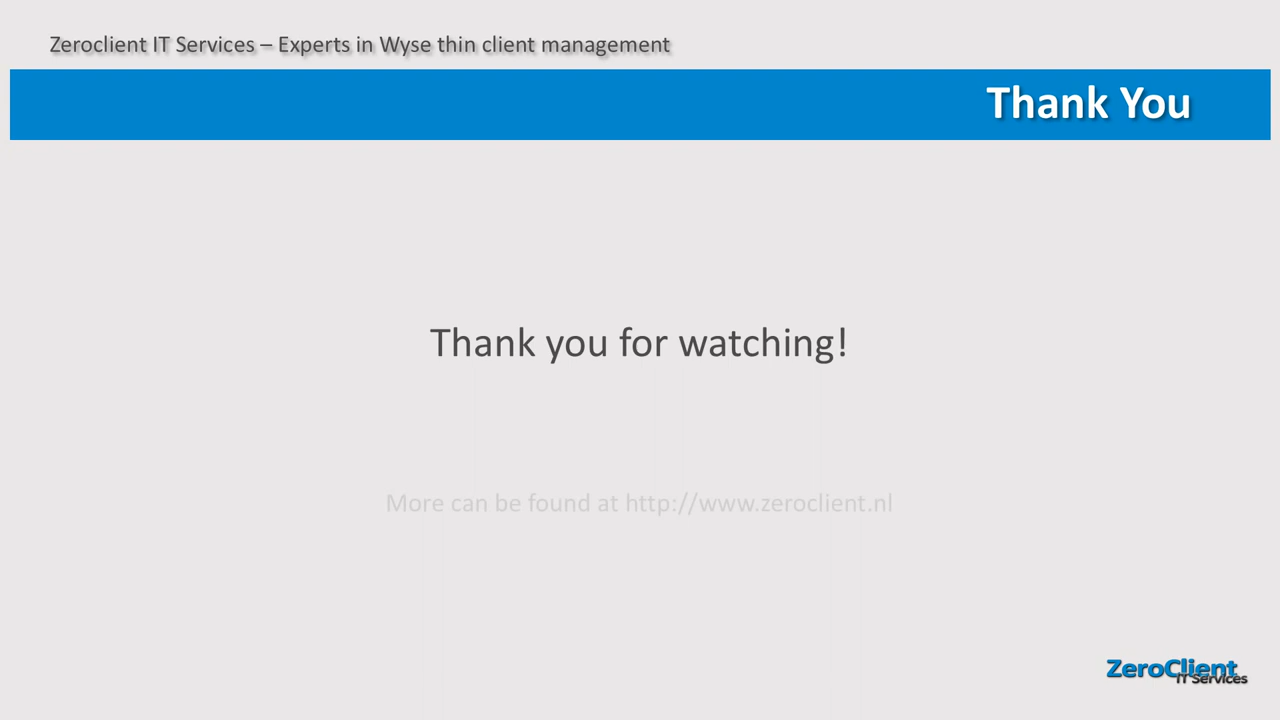 Zeroclient IT Services – Experts in Wyse thin client management
Thank You
Thank you for watching!
More can be found at http://www.zeroclient.nl
ZeroClient
IT Services